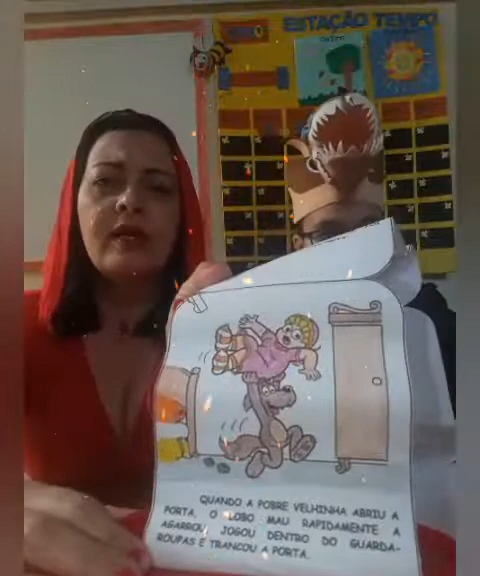 ESTAÇÃO TEMPO
QUANDO A POBRE VELHINHA ABRIU A
PORTA, O LOBO MAU RAPIDAMENTE A
AGARROU, JOGOU DENTRO DO GUARDA-
ROUPAS E TRANCOU A PORTA.